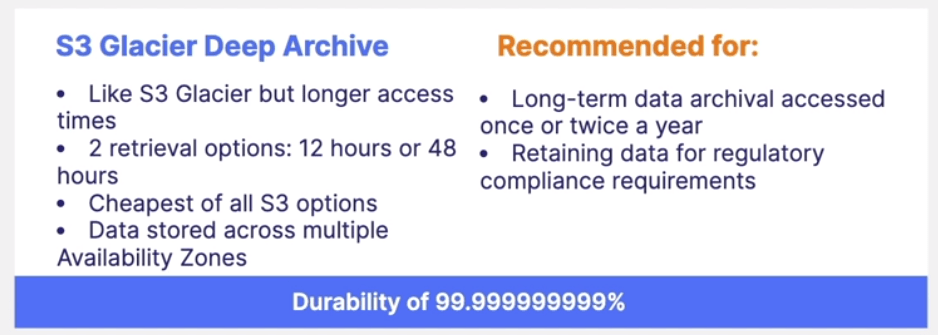 S3 Glacier Deep Archive
• Like S3 Glacier but longer access
times
• 2 retrieval options: 12 hours or 48
hours
• Cheapest of all S3 options
• Data stored across multiple
Availability Zones
Recommended for:
• Long-term data archival accessed
once or twice a year
• Retaining data for regulatory
compliance requirements
Durability of 99.999999999%